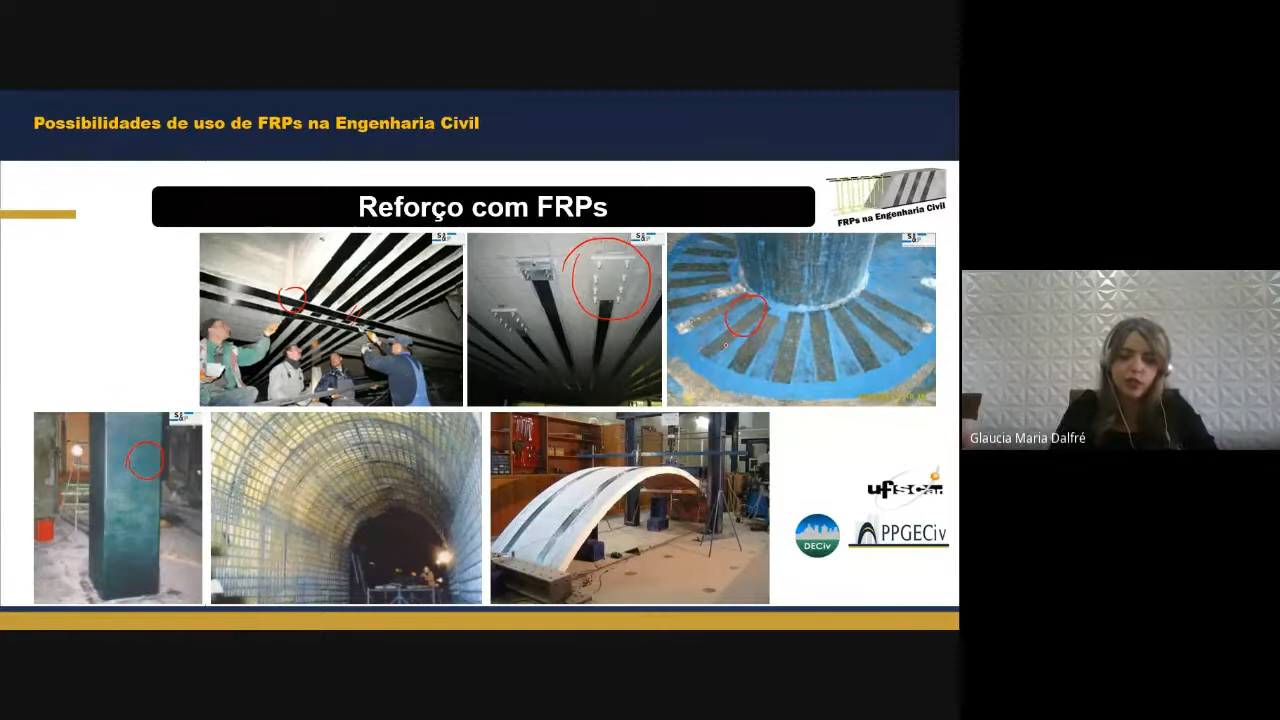 Possibilidades de uso de FRPs na Engenharia Civil
Reforço com FRPs
FRPs na Engenharia Civil
S&P
S&P
S&P
S&P
Glaucia Maria Dalfré
ufscar
DECiv
PPGECiv